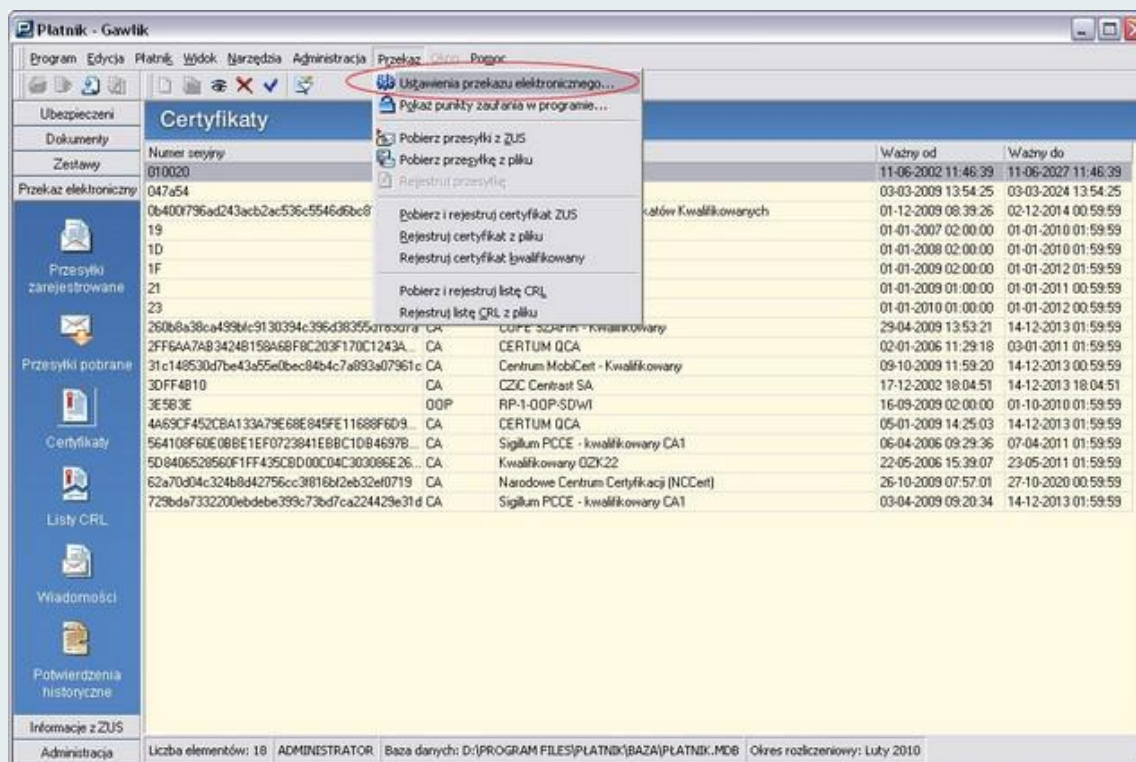 Płatnik - Gawlik
Program Edycja Płatnik Widok Narzędzia Administracja Przekaz Okno Pomoc
Ustawienia przekazu elektronicznego...
Pokaż punkty zaufania w programie...
Pobierz przesyłki z ZUS
Pobierz przesyłkę z pliku
Rejestruj przesyłkę
Pobierz i rejestruj certyfikat ZUS
Rejestruj certyfikat z pliku
Rejestruj certyfikat kwalifikowany
Pobierz i rejestruj listę CRL
Rejestruj listę CRL z pliku
Ubezpieczeni
Dokumenty
Zestawy
Przekaz elektroniczny
Przesyłki zarejestrowane
Przesyłki pobrane
Certyfikaty
Listy CRL
Wiadomości
Potwierdzenia historyczne
Informacje z ZUS
Administracja
Certyfikaty
Numer seryjny Ważny od Ważny do
010020 11-06-2002 11:46:39 11-06-2027 11:46:39
047a54 03-03-2009 13:54:25 03-03-2024 13:54:25
0b400f796ad243acb2ac536c5546d6bc8 katów Kwalifikowanych 01-12-2009 08:39:26 02-12-2014 00:59:59
19 01-01-2007 02:00:00 01-01-2010 01:59:59
1D 01-01-2008 02:00:00 01-01-2010 01:59:59
1F 01-01-2009 02:00:00 01-01-2012 01:59:59
21 01-01-2009 01:00:00 01-01-2011 00:59:59
23 01-01-2010 01:00:00 01-01-2012 00:59:59
CA COPE SZAFIR - Kwalifikowany 29-04-2009 13:53:21 14-12-2013 01:59:59
2FF6AA7AB3424B158A68F8C203F170C1243A... CA CERTUM QCA 02-01-2006 11:29:18 03-01-2011 01:59:59
31c148530d7be43a55e0bec84b4c7a893a07961c CA Centrum MobiCert - Kwalifikowany 09-10-2009 11:59:20 14-12-2013 00:59:59
3DFF4B10 CA CZiC Centrast SA 17-12-2002 18:04:51 14-12-2013 18:04:51
3E5B3E OOP RP-1-OOP-SDWI 16-09-2009 02:00:00 01-10-2010 01:59:59
4A69CF452CBA133A79E68E845FE11688F6D9... CA CERTUM QCA 05-01-2009 14:25:03 14-12-2013 01:59:59
564108F60E0BBE1EF0723841EBBC1DB4697B... CA Sigillum PCCE - kwalifikowany CA1 06-04-2006 09:29:36 07-04-2011 01:59:59
5D8406528560F1FF435CBD00C04C303086E26... CA Kwalifikowany OZK22 22-05-2006 15:39:07 23-05-2011 01:59:59
62a70d04c324b8d42756cc3f816bf2eb32ef0719 CA Narodowe Centrum Certyfikacji (NCCert) 26-10-2009 07:57:01 27-10-2020 00:59:59
729bda7332200ebdebe399c73bd7ca224429e31d CA Sigillum PCCE - kwalifikowany CA1 03-04-2009 09:20:34 14-12-2013 01:59:59
Liczba elementów: 18 ADMINISTRATOR Baza danych: D:\PROGRAM FILES\PŁATNIK\BAZA\PŁATNIK.MDB Okres rozliczeniowy: Luty 2010